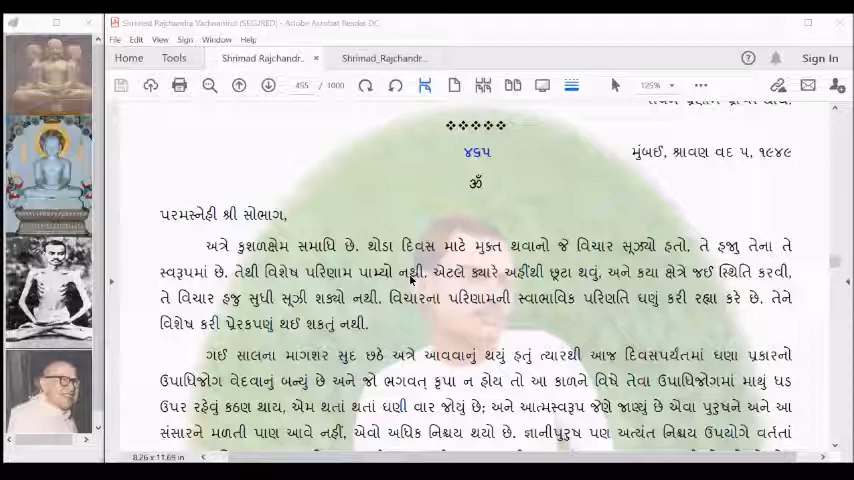 Shrimad Rajchandra Vachnamrut (SECURED) - Adobe Acrobat Reader DC
File Edit View Sign Window Help
Home Tools Shrimad Rajchandr... × Shrimad_Rajchandr... Sign In
455 / 1000 125%
❖❖❖❖❖
૪૬૫ મુંબઈ, શ્રાવણ વદ ૫, ૧૯૪૯
ૐ
પરમસ્નેહી શ્રી સોભાગ,
અત્રે કુશળક્ષેમ સમાધિ છે. થોડા દિવસ માટે મુક્ત થવાનો જે વિચાર સૂઝ્યો હતો, તે હજુ તેના તે
સ્વરૂપમાં છે. તેથી વિશેષ પરિણામ પામ્યો નથી. એટલે ક્યારે અહીંથી છૂટા થવું, અને કયા ક્ષેત્રે જઈ સ્થિતિ કરવી,
તે વિચાર હજુ સુધી સૂઝી શક્યો નથી. વિચારના પરિણામની સ્વાભાવિક પરિણતિ ઘણું કરી રહ્યા કરે છે. તેને
વિશેષ કરી પ્રેરકપણું થઈ શકતું નથી.
ગઈ સાલના માગશર સુદ છઠે અત્રે આવવાનું થયું હતું ત્યારથી આજ દિવસપર્યંતમાં ઘણા પ્રકારનો
ઉપાધિજોગ વેદવાનું બન્યું છે અને જો ભગવત્ કૃપા ન હોય તો આ કાળને વિષે તેવા ઉપાધિજોગમાં માથું ધડ
ઉપર રહેવું કઠણ થાય, એમ થતાં થતાં ઘણી વાર જોયું છે; અને આત્મસ્વરૂપ જેણે જાણ્યું છે એવા પુરુષને અને આ
સંસારને મળતી પાણ આવે નહીં, એવો અધિક નિશ્ચય થયો છે. જ્ઞાનીપુરુષ પણ અત્યંત નિશ્ચય ઉપયોગે વર્તતાં
8.26 x 11.69 in